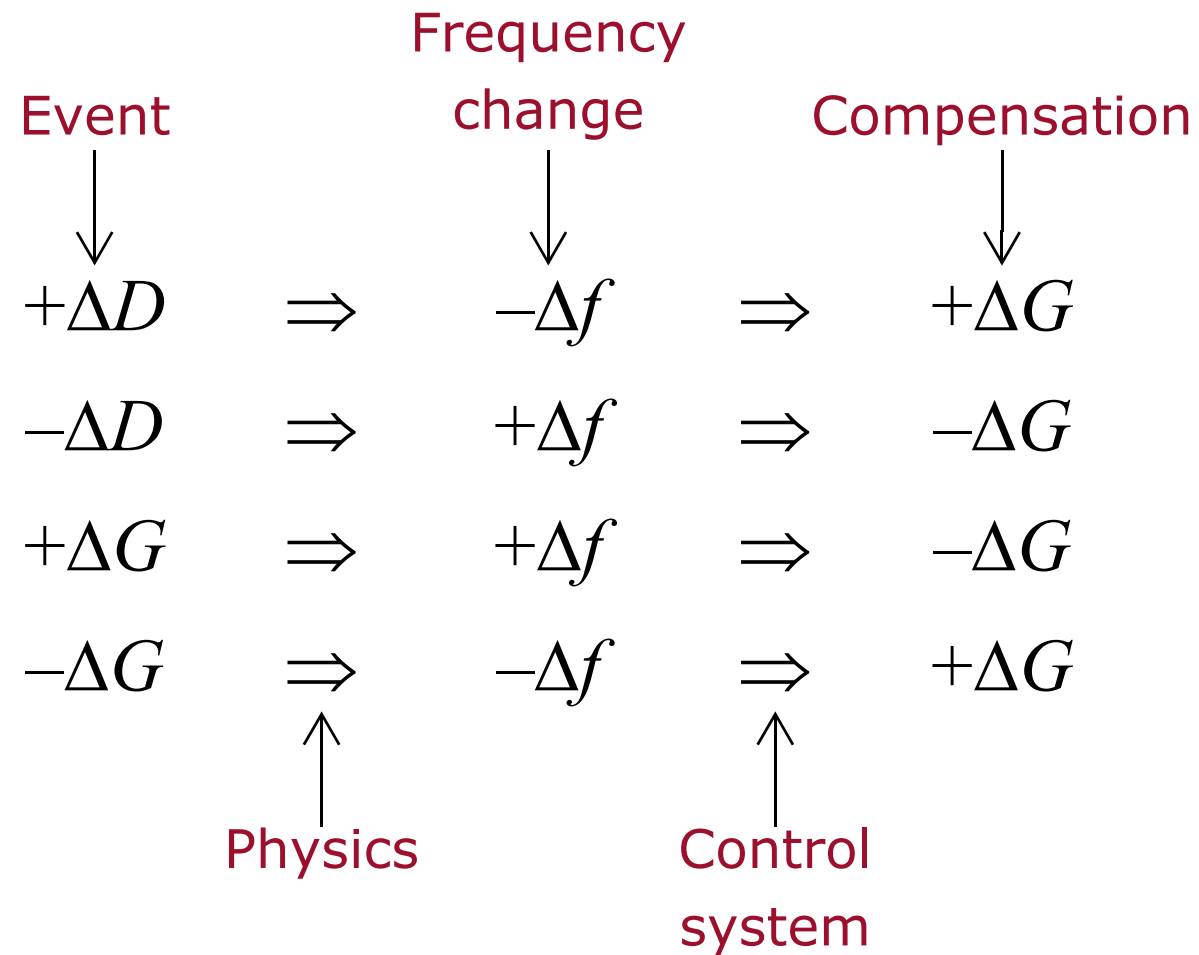 Frequency
change
Event
Compensation
+ΔD ⇒ –Δf ⇒ +ΔG
–ΔD ⇒ +Δf ⇒ –ΔG
+ΔG ⇒ +Δf ⇒ –ΔG
–ΔG ⇒ –Δf ⇒ +ΔG
Physics
Control
system